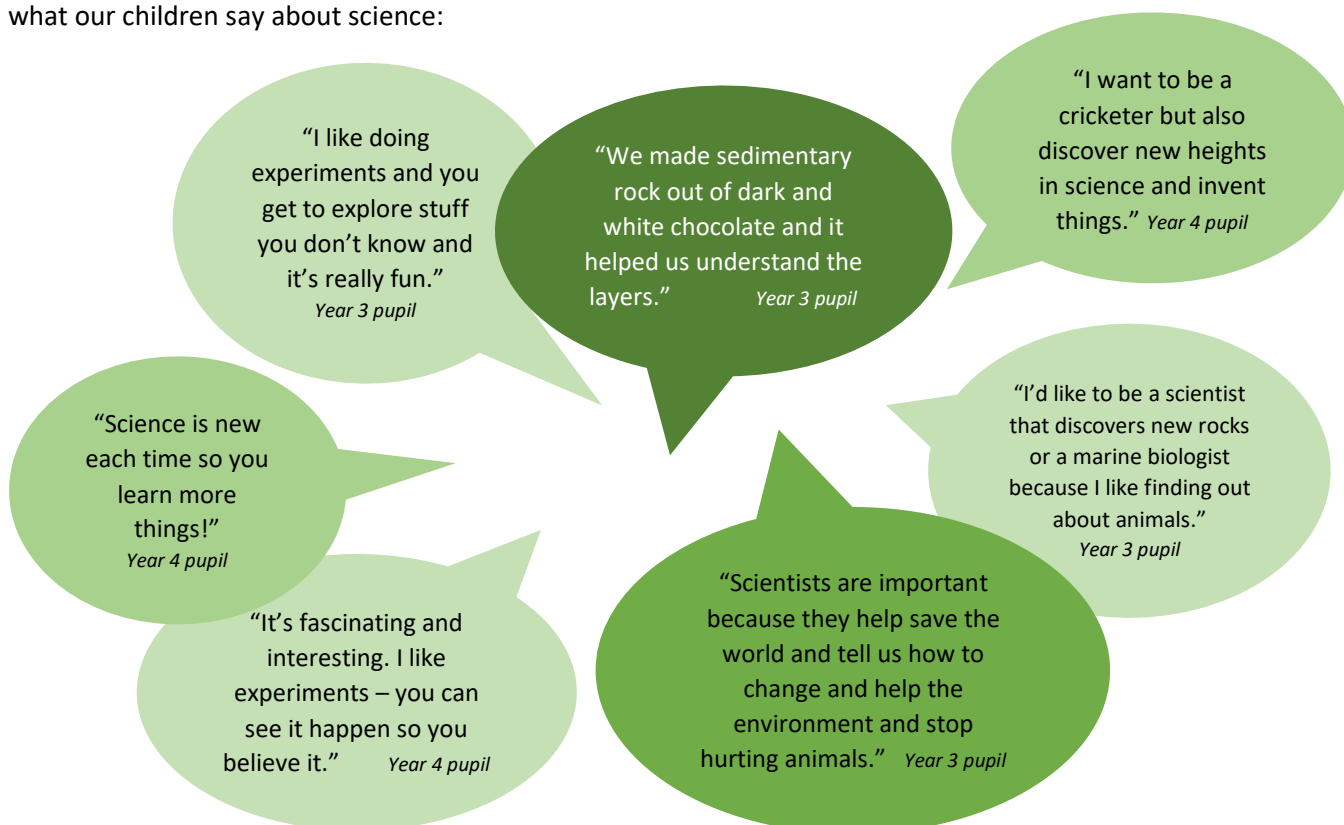 what our children say about science:
“I like doing
experiments and you
get to explore stuff
you don’t know and
it’s really fun.”
Year 3 pupil
“We made sedimentary
rock out of dark and
white chocolate and it
helped us understand the
layers.” Year 3 pupil
“I want to be a
cricketer but also
discover new heights
in science and invent
things.” Year 4 pupil
“Science is new
each time so you
learn more
things!”
Year 4 pupil
“I’d like to be a scientist
that discovers new rocks
or a marine biologist
because I like finding out
about animals.”
Year 3 pupil
“It’s fascinating and
interesting. I like
experiments – you can
see it happen so you
believe it.” Year 4 pupil
“Scientists are important
because they help save the
world and tell us how to
change and help the
environment and stop
hurting animals.” Year 3 pupil